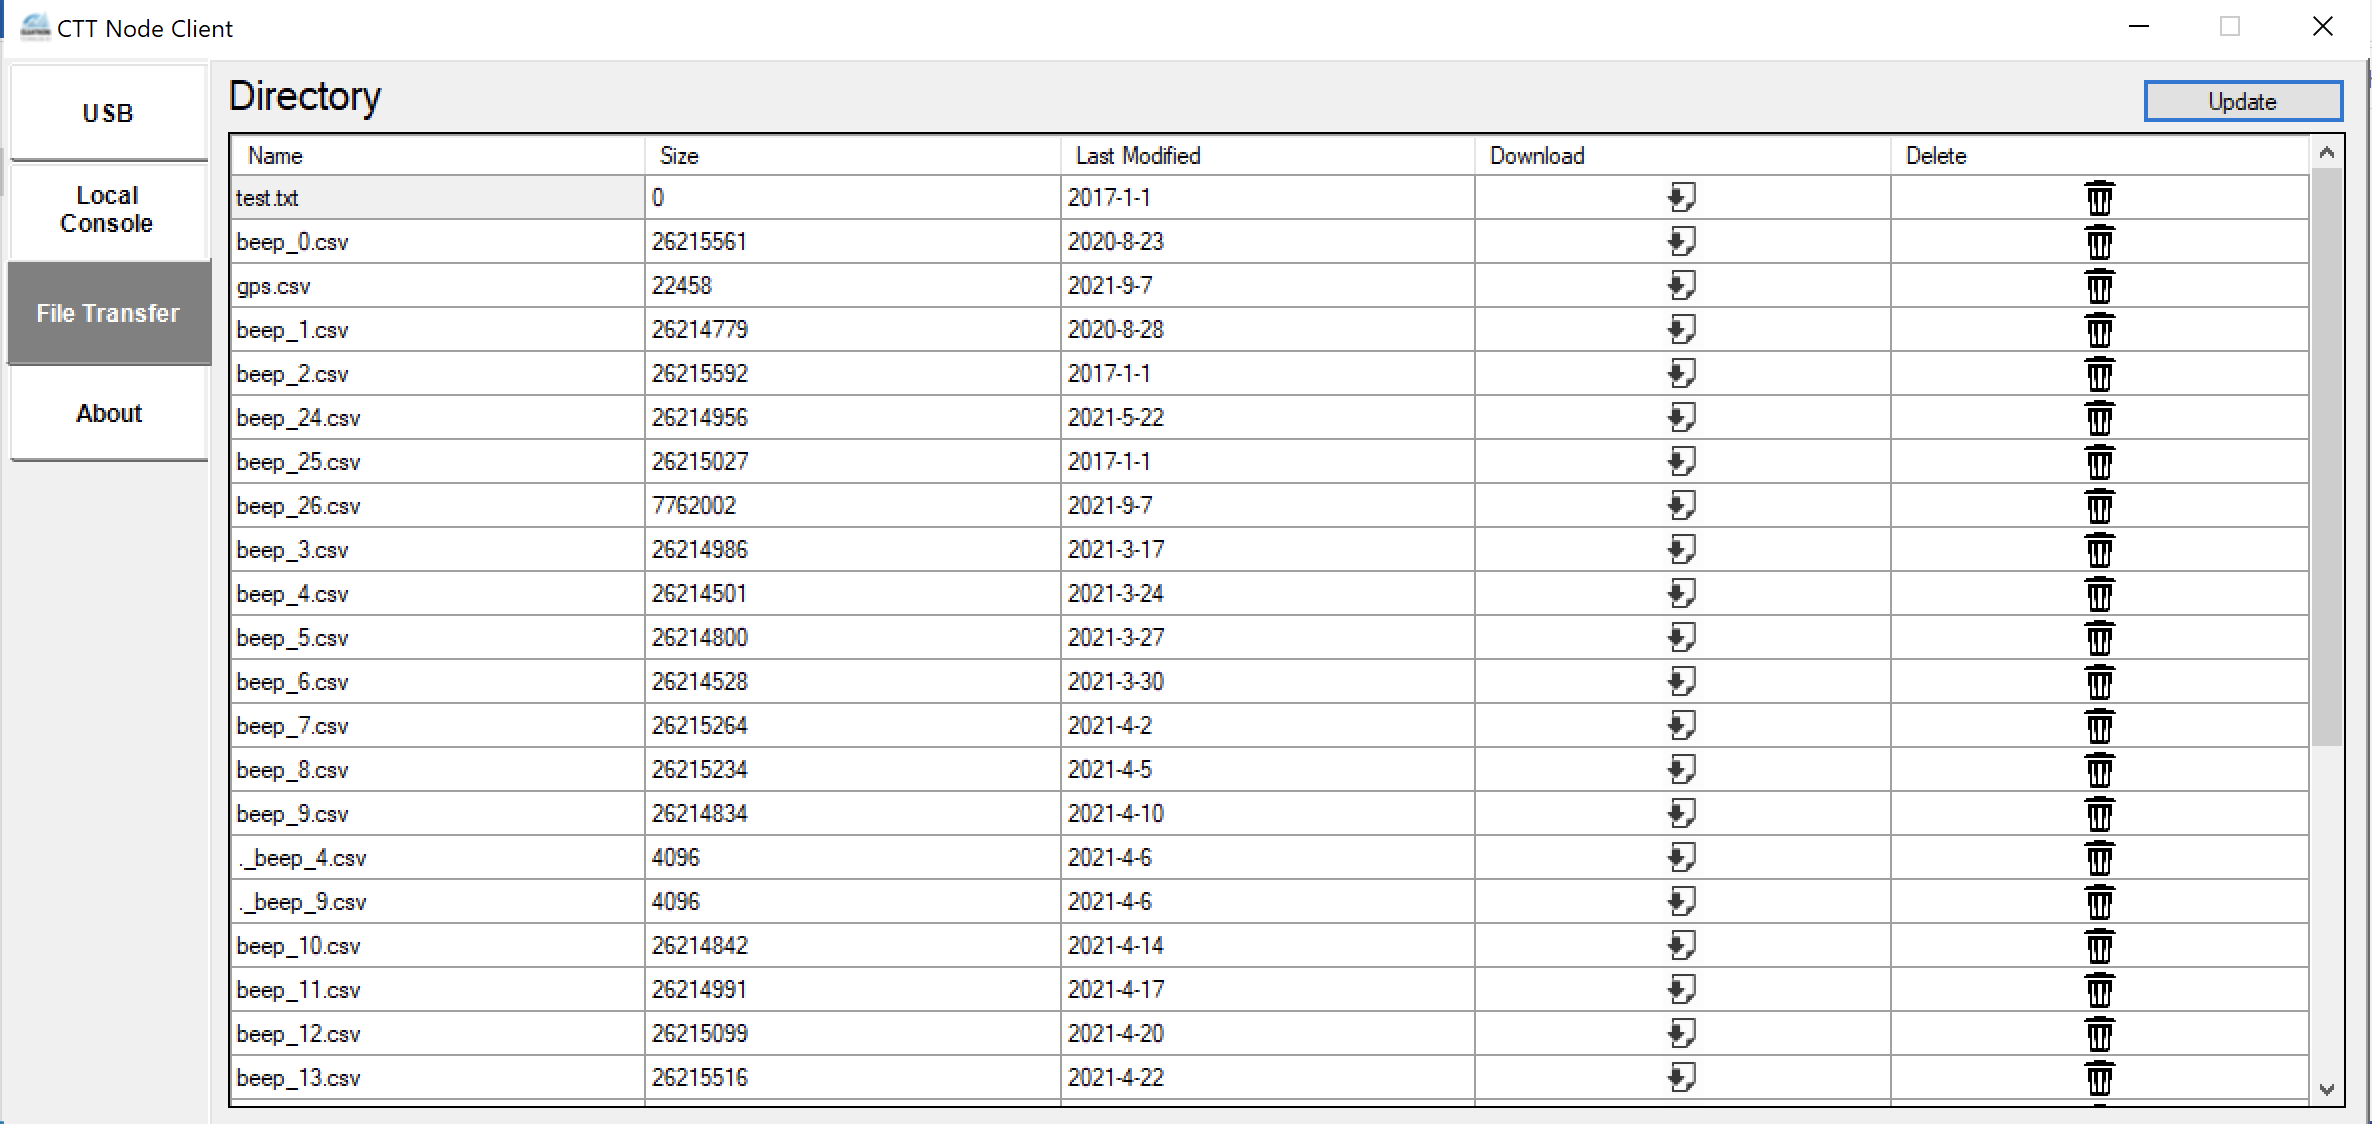 CTT Node Client
USB
Local
Console
File Transfer
About
Directory
Update
Name Size Last Modified Download Delete
test.txt 0 2017-1-1
beep_0.csv 26215561 2020-8-23
gps.csv 22458 2021-9-7
beep_1.csv 26214779 2020-8-28
beep_2.csv 26215592 2017-1-1
beep_24.csv 26214956 2021-5-22
beep_25.csv 26215027 2017-1-1
beep_26.csv 7762002 2021-9-7
beep_3.csv 26214986 2021-3-17
beep_4.csv 26214501 2021-3-24
beep_5.csv 26214800 2021-3-27
beep_6.csv 26214528 2021-3-30
beep_7.csv 26215264 2021-4-2
beep_8.csv 26215234 2021-4-5
beep_9.csv 26214834 2021-4-10
._beep_4.csv 4096 2021-4-6
._beep_9.csv 4096 2021-4-6
beep_10.csv 26214842 2021-4-14
beep_11.csv 26214991 2021-4-17
beep_12.csv 26215099 2021-4-20
beep_13.csv 26215516 2021-4-22